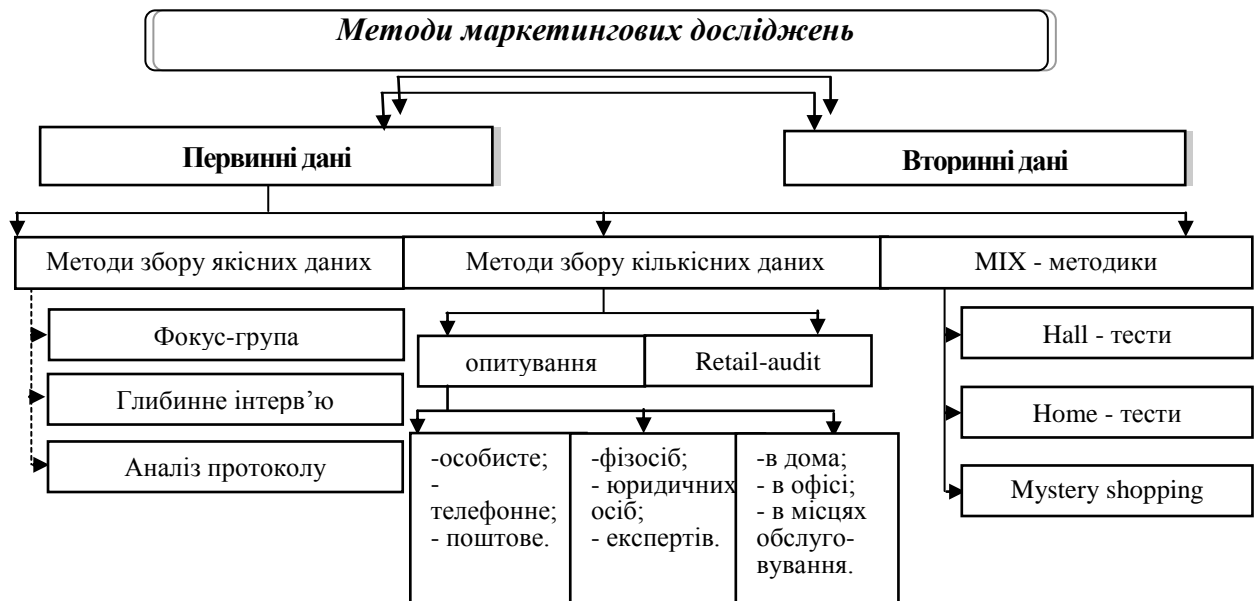 Методи маркетингових досліджень
Первинні дані
Вторинні дані
Методи збору якісних даних
Методи збору кількісних даних
МІХ - методики
Фокус-група
Глибинне інтерв’ю
Аналіз протоколу
опитування
Retail-audit
-особисте;
-
телефонне;
- поштове.
-фізосіб;
- юридичних
осіб;
- експертів.
-в дома;
- в офісі;
- в місцях
обслуго-
вування.
Hall - тести
Home - тести
Mystery shopping